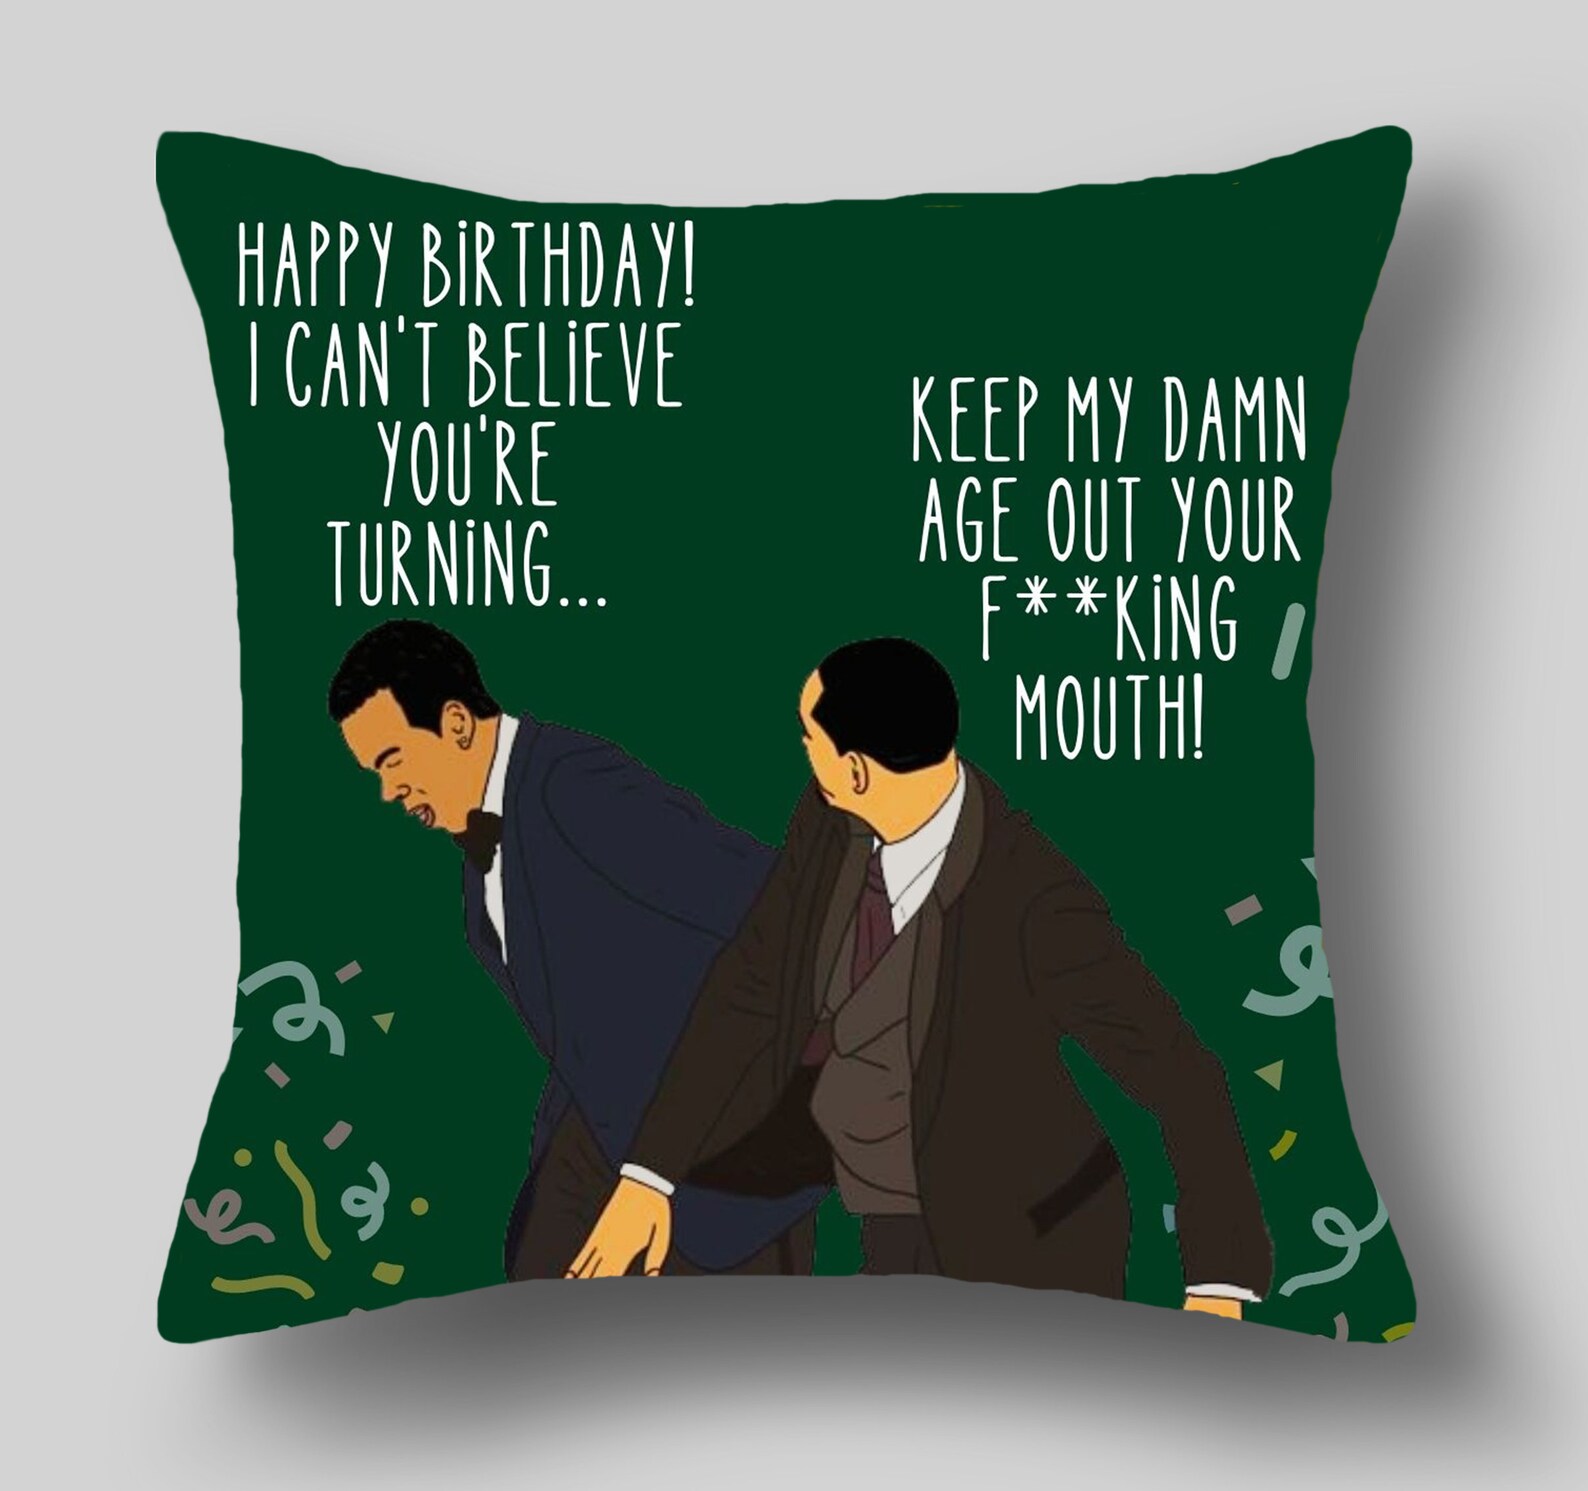 HAPPY BiRTHDAY!
I CAN'T BELiEVE
YOU'RE
TURNiNG...
KEEP MY DAMN
AGE OUT YOUR
F**KiNG
MOUTH!